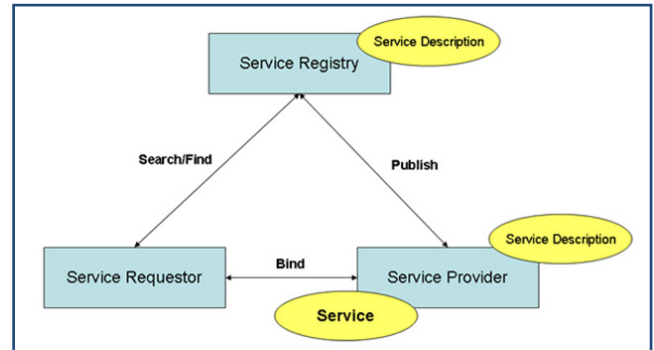 Service Description
Service Registry
Search/Find
Publish
Service Description
Bind
Service Requestor
Service Provider
Service